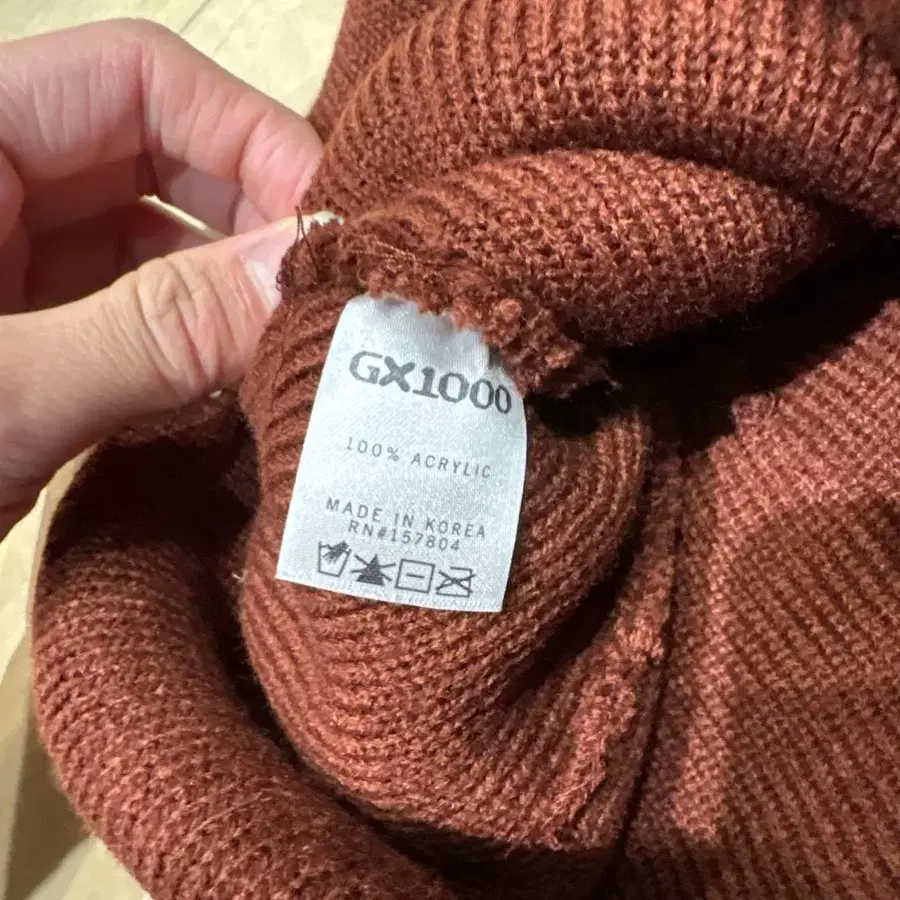 GX1000
100% ACRYLIC
MADE IN KOREA
RN#157804